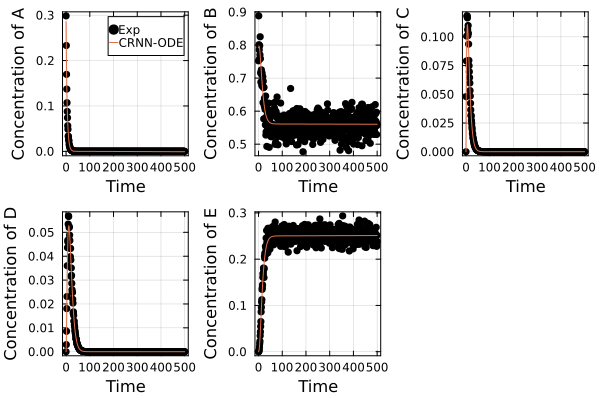 Concentration of A
0.3
0.2
0.1
0.0
Exp
CRNN-ODE
0 100 200 300 400 500
Time
Concentration of B
0.9
0.8
0.7
0.6
0.5
0 100 200 300 400 500
Time
Concentration of C
0.100
0.075
0.050
0.025
0.000
0 100 200 300 400 500
Time
Concentration of D
0.05
0.04
0.03
0.02
0.01
0.00
0 100 200 300 400 500
Time
Concentration of E
0.3
0.2
0.1
0.0
0 100 200 300 400 500
Time